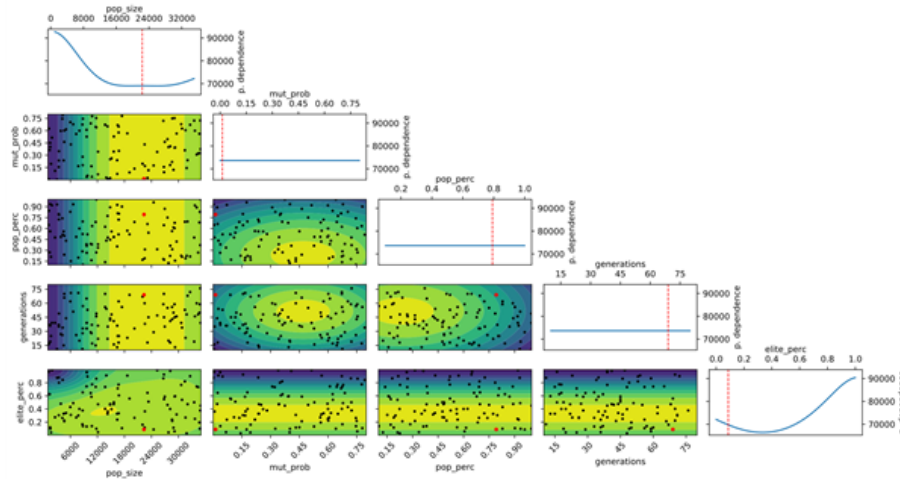 pop_size
0 8000 16000 24000 32000
90000
80000
70000
p. dependence
mut_prob
0.00 0.15 0.30 0.45 0.60 0.75
0.75
0.60
0.45
0.30
0.15
mut_prob
90000
80000
70000
p. dependence
pop_perc
0.2 0.4 0.6 0.8 1.0
0.90
0.75
0.60
0.45
0.30
0.15
pop_perc
90000
80000
70000
p. dependence
generations
15 30 45 60 75
75
60
45
30
15
generations
90000
80000
70000
p. dependence
elite_perc
0.0 0.2 0.4 0.6 0.8 1.0
0.8
0.6
0.4
0.2
elite_perc
90000
80000
70000
6000 12000 18000 24000 30000
pop_size
0.15 0.30 0.45 0.60 0.75
mut_prob
0.15 0.30 0.45 0.60 0.75 0.90
pop_perc
15 30 45 60 75
generations